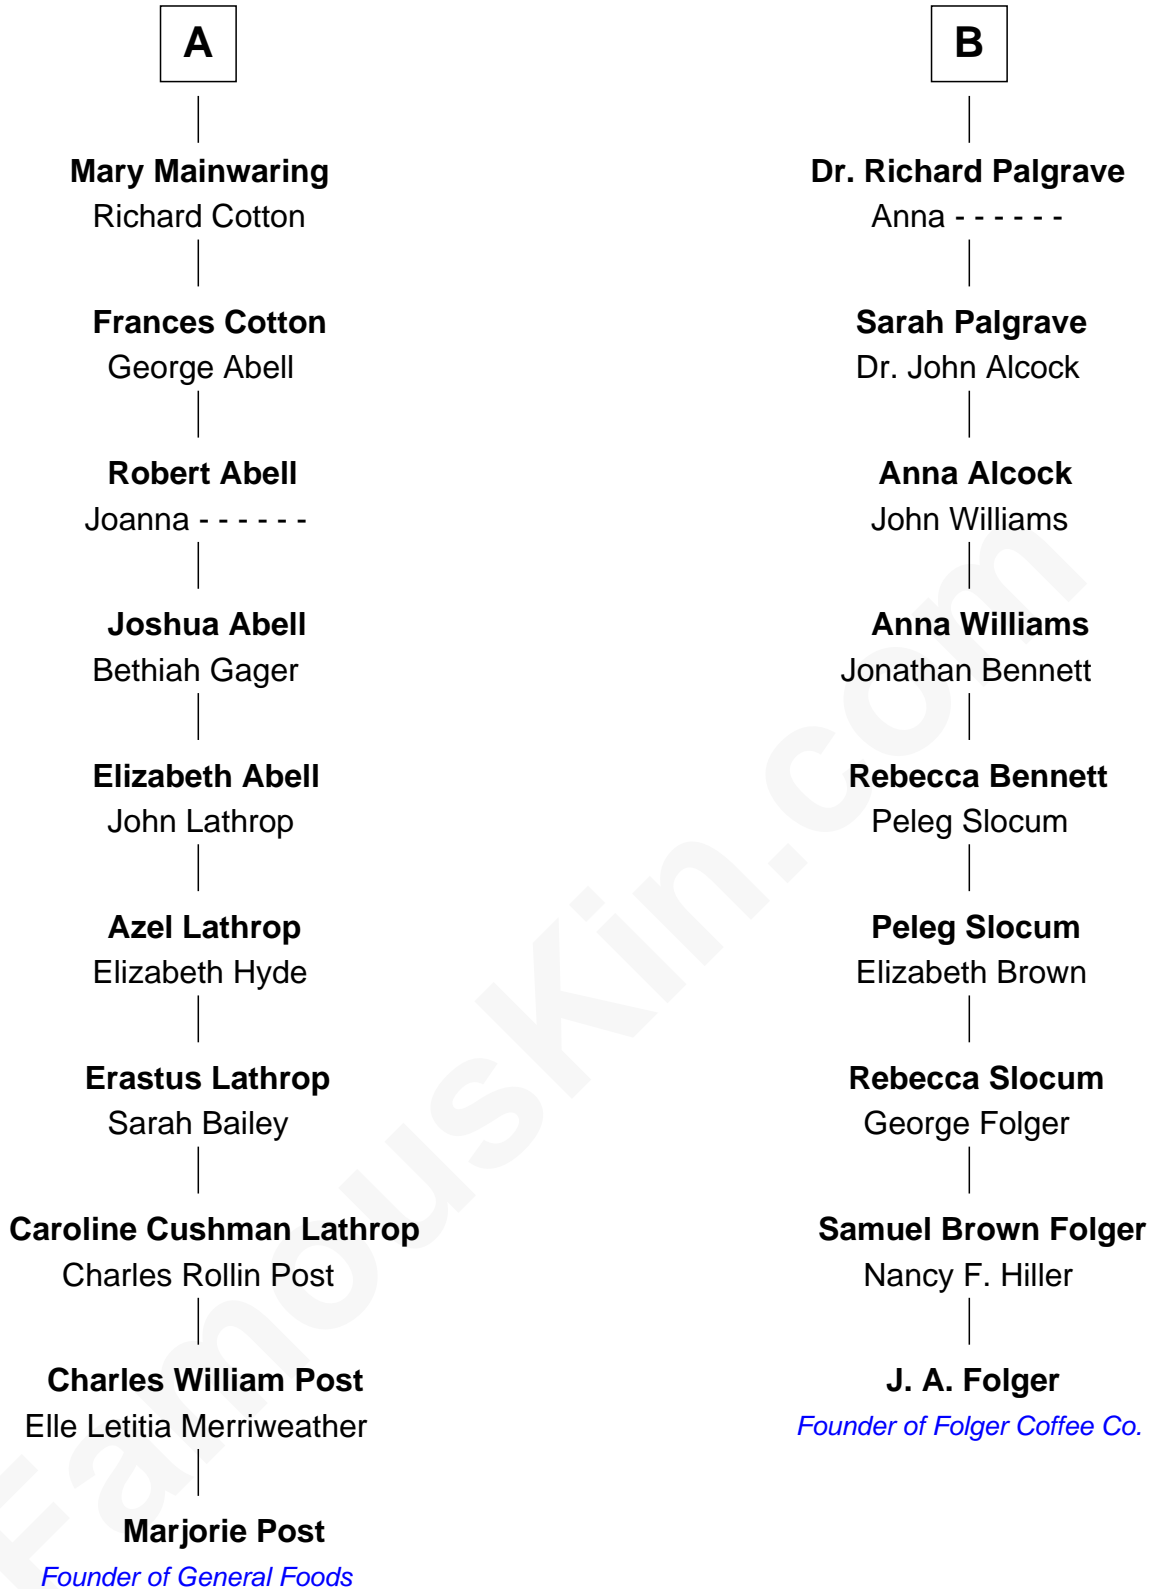 A
Mary Mainwaring
Richard Cotton
Frances Cotton
George Abell
Robert Abell
Joanna - - - - - -
Joshua Abell
Bethiah Gager
Elizabeth Abell
John Lathrop
Azel Lathrop
Elizabeth Hyde
Erastus Lathrop
Sarah Bailey
Caroline Cushman Lathrop
Charles Rollin Post
Charles William Post
Elle Letitia Merriweather
Marjorie Post
Founder of General Foods
B
Dr. Richard Palgrave
Anna - - - - - -
Sarah Palgrave
Dr. John Alcock
Anna Alcock
John Williams
Anna Williams
Jonathan Bennett
Rebecca Bennett
Peleg Slocum
Peleg Slocum
Elizabeth Brown
Rebecca Slocum
George Folger
Samuel Brown Folger
Nancy F. Hiller
J. A. Folger
Founder of Folger Coffee Co.
FamousKin.com